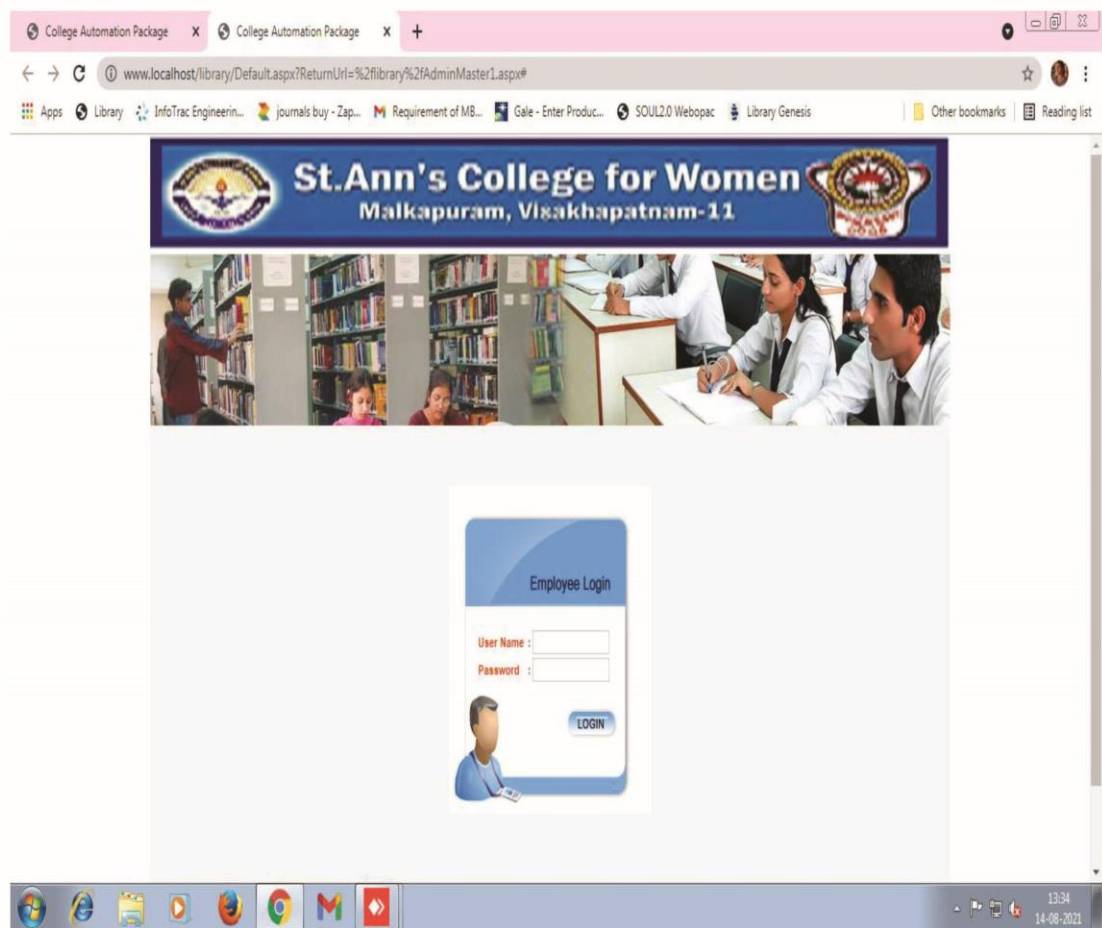 College Automation Package
College Automation Package
www.localhost/library/Default.aspx?ReturnUrl=%2flibrary%2fAdminMaster1.aspx#
Apps Library InfoTrac Engineerin... journals buy - Zap... Requirement of MB... Gale - Enter Produc... SOUL2.0 Webopac Library Genesis Other bookmarks Reading list
St.Ann's College for Women
Malkapuram, Visakhapatnam-11
Employee Login
User Name :
Password :
LOGIN
13:34
14-08-2021